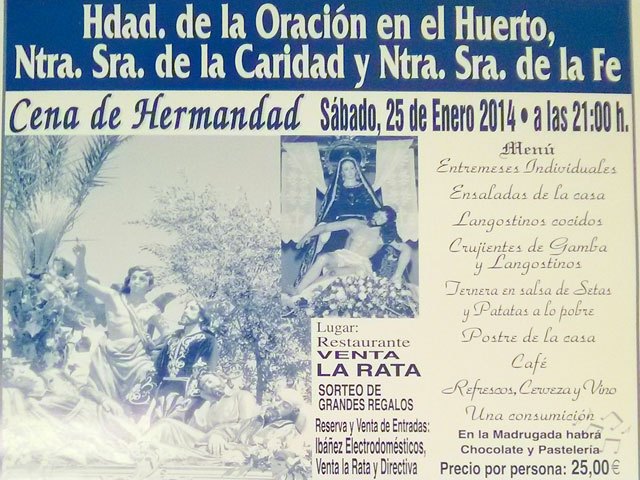 Hdad. de la Oración en el Huerto,
Ntra. Sra. de la Caridad y Ntra. Sra. de la Fe
Cena de Hermandad Sábado, 25 de Enero 2014 • a las 21:00 h.
Menú
Entremeses Individuales
Ensaladas de la casa
Langostinos cocidos
Crujientes de Gamba
y Langostinos
Ternera en salsa de Setas
y Patatas a lo pobre
Postre de la casa
Café
Refrescos, Cerveza y Vino
Una consumición
En la Madrugada habrá
Chocolate y Pastelería
Precio por persona: 25,00€
Lugar:
Restaurante
VENTA
LA RATA
SORTEO DE
GRANDES REGALOS
Reserva y Venta de Entradas:
Ibáñez Electrodomésticos,
Venta la Rata y Directiva